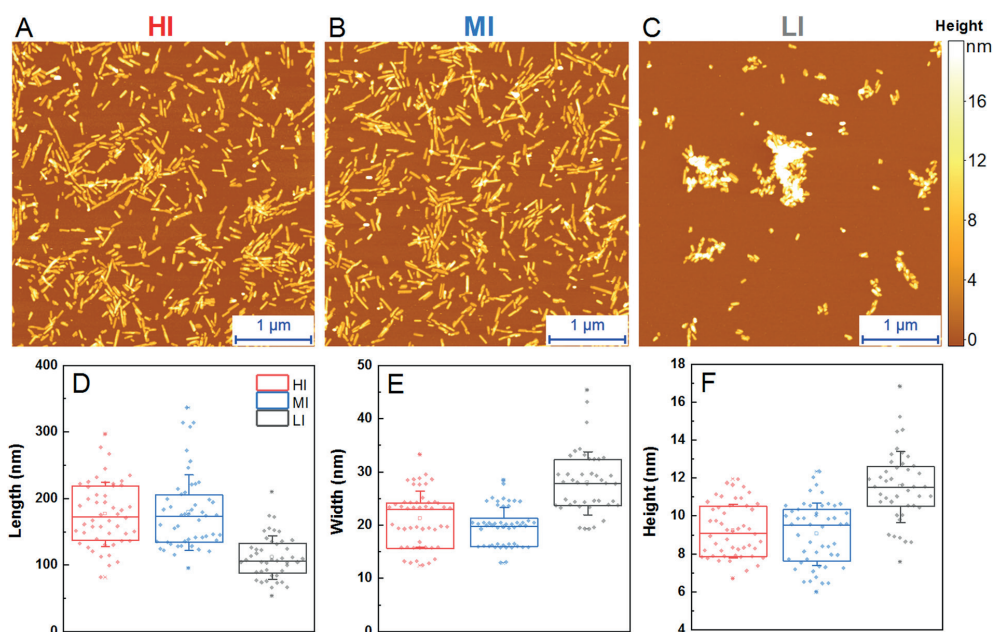 A HI
B MI
C LI
Height
nm
16
12
8
4
0
1 μm
1 μm
1 μm
D
HI
MI
LI
Length (nm)
400
300
200
100
0
E
Width (nm)
50
40
30
20
10
0
F
Height (nm)
18
16
14
12
10
8
6
4